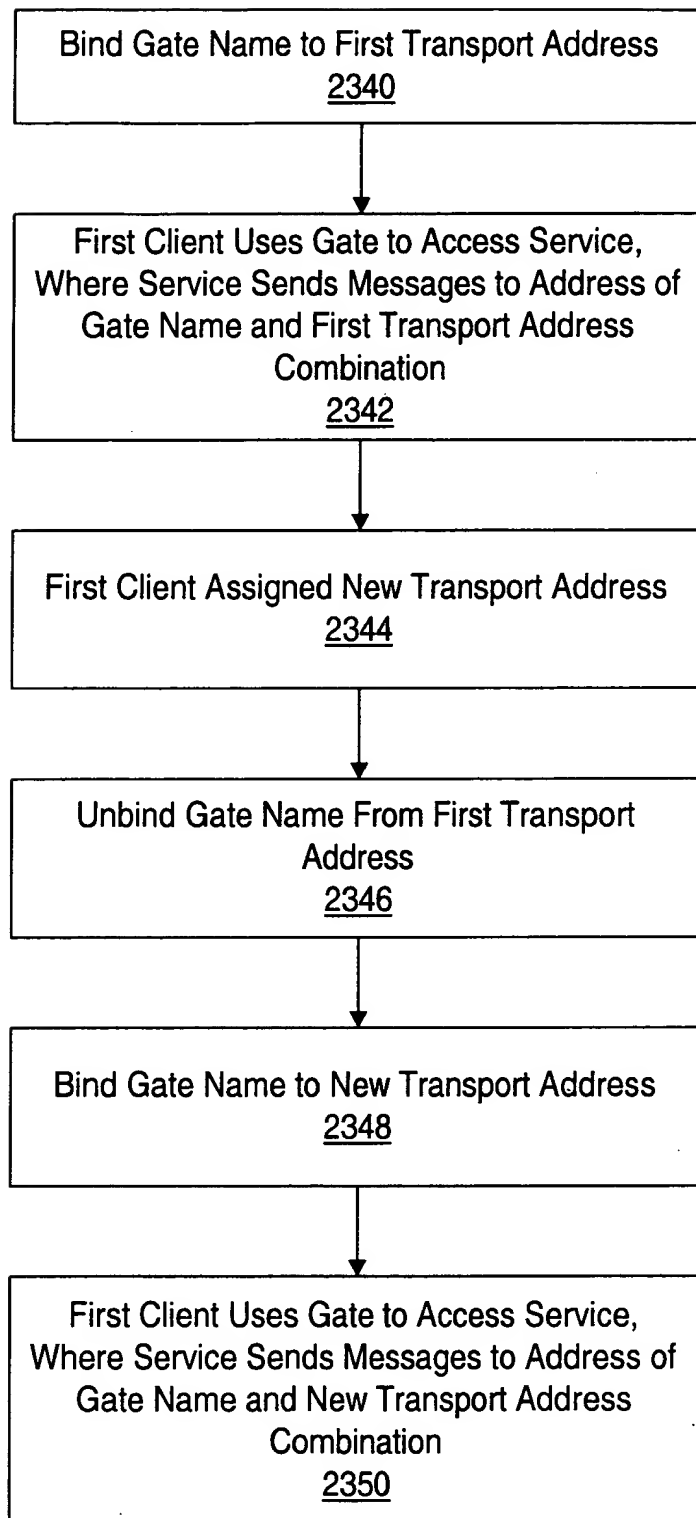 Bind Gate Name to First Transport Address
2340
First Client Uses Gate to Access Service,
Where Service Sends Messages to Address of
Gate Name and First Transport Address
Combination
2342
First Client Assigned New Transport Address
2344
Unbind Gate Name From First Transport
Address
2346
Bind Gate Name to New Transport Address
2348
First Client Uses Gate to Access Service,
Where Service Sends Messages to Address of
Gate Name and New Transport Address
Combination
2350